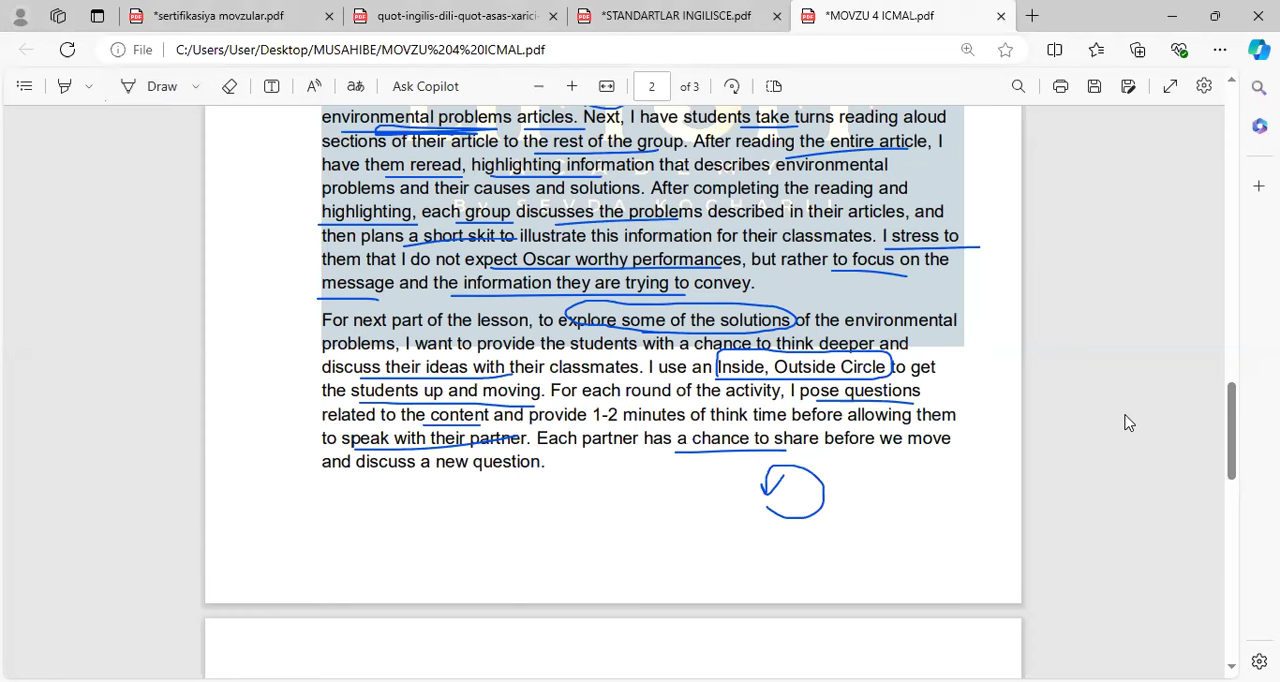 *sertifikasiya movzular.pdf
quot-ingilis-dili-quot-asas-xarici-
*STANDARTLAR INGILISCE.pdf
*MOVZU 4 ICMAL.pdf
File
C:/Users/User/Desktop/MUSAHIBE/MOVZU%204%20ICMAL.pdf
Draw
aあ
Ask Copilot
2
of 3
environmental problems articles. Next, I have students take turns reading aloud
sections of their article to the rest of the group. After reading the entire article, I
have them reread, highlighting information that describes environmental
problems and their causes and solutions. After completing the reading and
BY SEVDA KOCHARLI
highlighting, each group discusses the problems described in their articles, and
then plans a short skit to illustrate this information for their classmates. I stress to
them that I do not expect Oscar worthy performances, but rather to focus on the
message and the information they are trying to convey.
For next part of the lesson, to explore some of the solutions of the environmental
problems, I want to provide the students with a chance to think deeper and
discuss their ideas with their classmates. I use an Inside, Outside Circle to get
the students up and moving. For each round of the activity, I pose questions
related to the content and provide 1-2 minutes of think time before allowing them
to speak with their partner. Each partner has a chance to share before we move
and discuss a new question.